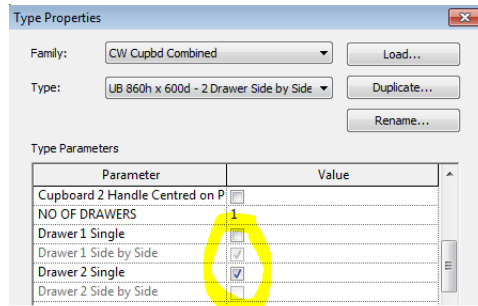 Type Properties
Family: CW Cupbd Combined Load...
Type: UB 860h x 600d - 2 Drawer Side by Side Duplicate...
Rename...
Type Parameters
Parameter Value
Cupboard 2 Handle Centred on P
NO OF DRAWERS 1
Drawer 1 Single
Drawer 1 Side by Side
Drawer 2 Single
Drawer 2 Side by Side